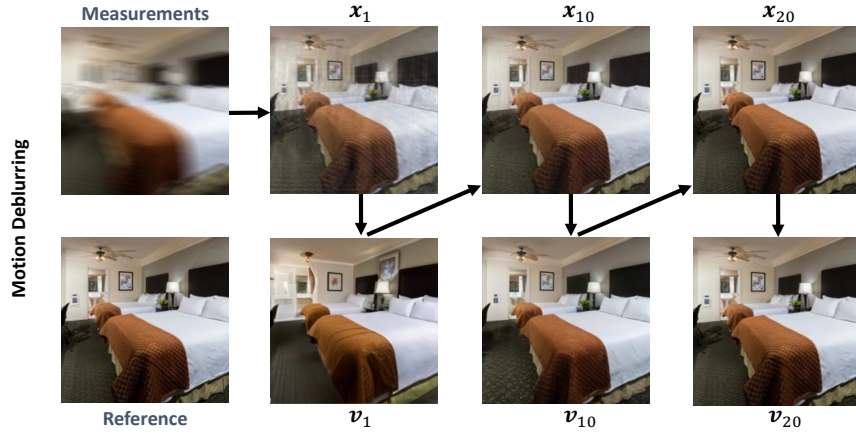 Measurements
x₁
x₁₀
x₂₀
Motion Deblurring
Reference
v₁
v₁₀
v₂₀